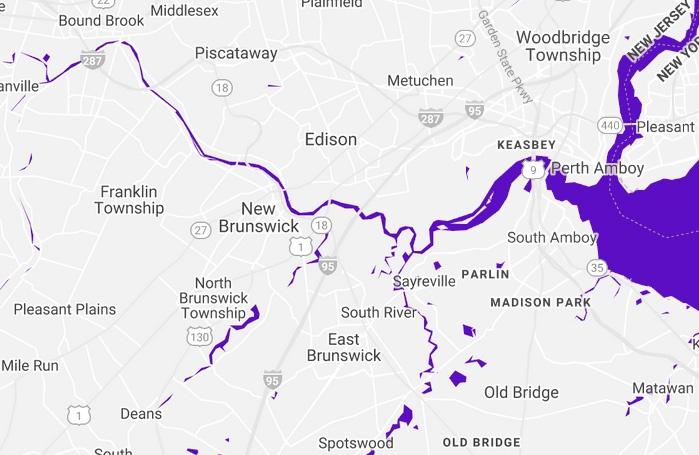 22
Middlesex
Plainfield
Bound Brook
Garden State Pkwy
27
Woodbridge
Township
NEW JERSEY
NEW YOR
287
Piscataway
anville
18
Metuchen
95
287
440
Pleasant
Edison
KEASBEY
9
Perth Amboy
Franklin
Township
New
Brunswick
27
18
1
95
South Amboy
35
Sayreville
PARLIN
North
Brunswick
Township
MADISON PARK
Pleasant Plains
South River
130
East
Brunswick
K
Mile Run
95
Old Bridge
Matawan
1
Deans
South
Spotswood
OLD BRIDGE